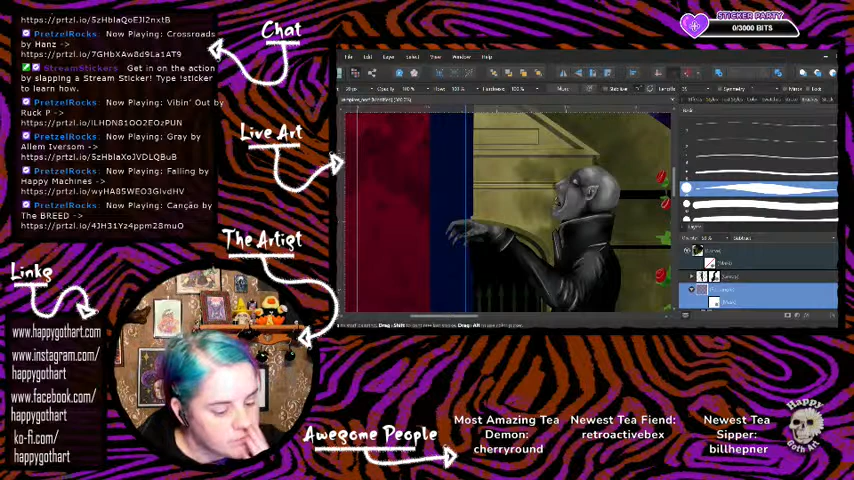 https://prtzl.io/5zHblaQoEJl2nxtB
PretzelRocks: Now Playing: Crossroads
by Hanz ->
https://prtzl.io/7GHbXAw8d9La1AT9
StreamStickers: Get in on the
action by slapping a Stream Sticker! Type !sticker
to learn how.
PretzelRocks: Now Playing: Vibin' Out by
Ruck P ->
https://prtzl.io/ILHDN81OO2EOzPUN
PretzelRocks: Now Playing: Gray by
Allem Iversom ->
https://prtzl.io/5zHblaXoJVDLQBuB
PretzelRocks: Now Playing: Falling by
Happy Machines ->
https://prtzl.io/wyHA85WEO3GlvdHV
PretzelRocks: Now Playing: Canção by
The BREED ->
https://prtzl.io/4JH31Yz4ppm28muO
Chat
Live Art
The Artist
Links
www.happygothart.com
www.instagram.com/
happygothart
www.facebook.com/
happygothart
ko-fi.com/
happygothart
STICKER PARTY
0/3000 BITS
Awesome People
Most Amazing Tea
Demon:
cherryround
Newest Tea Fiend:
retroactivebex
Newest Tea
Sipper:
billhepner
Happy
Goth Art